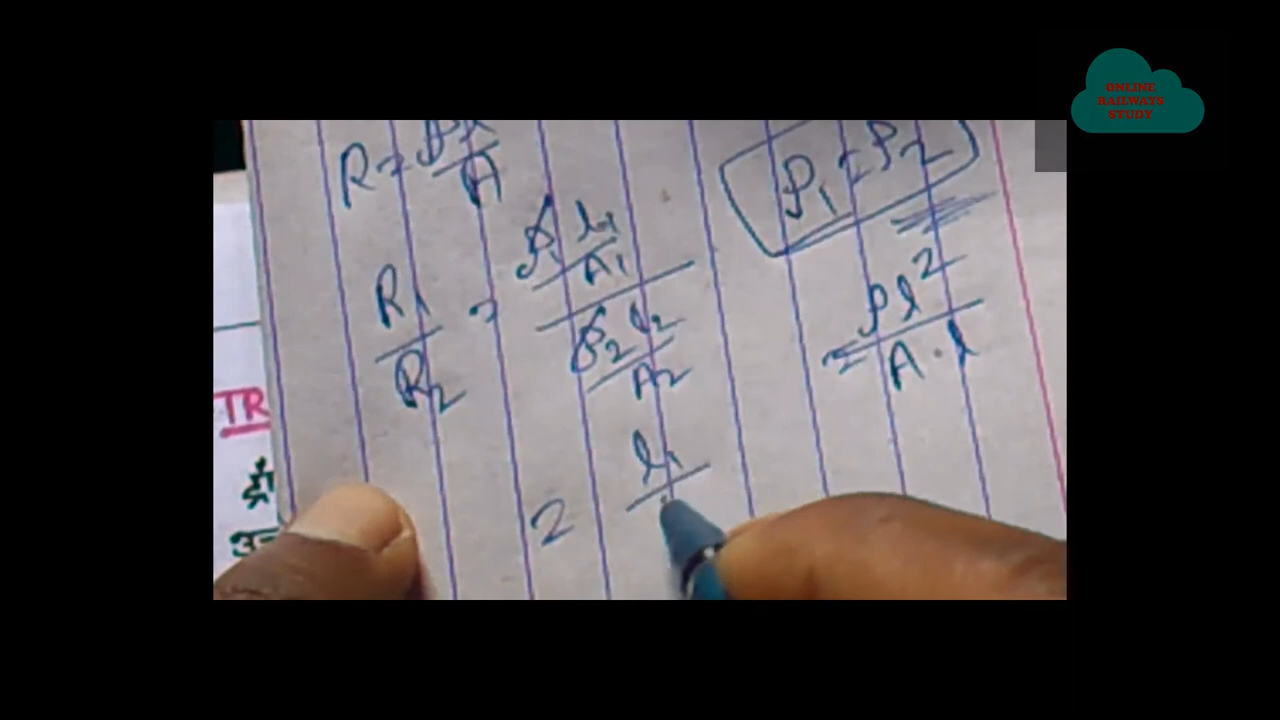 ONLINE
RAILWAYS
STUDY
R = ρl/A
ρ₁ = ρ₂
R₁/R₂ = (ρ₁ l₁/A₁)/(ρ₂ l₂/A₂)
= ρl²/A·l
= l₁
TR